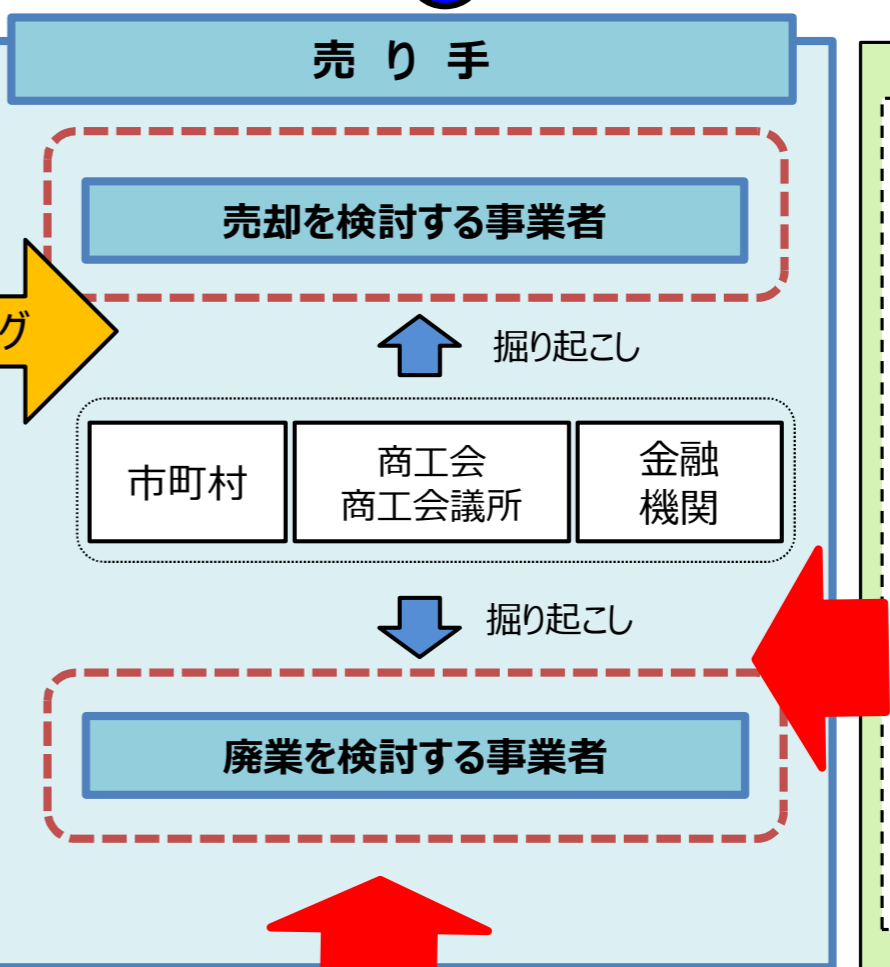 売り手
売却を検討する事業者
グ
掘り起こし
市町村
商工会
商工会議所
金融
機関
掘り起こし
廃業を検討する事業者